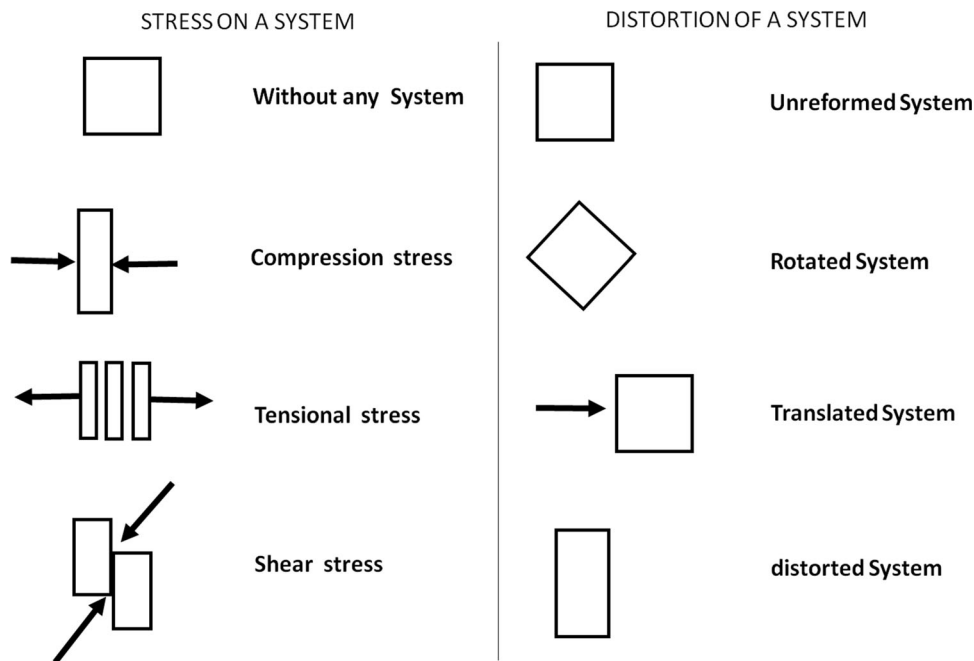 STRESS ON A SYSTEM
Without any System
Compression stress
Tensional stress
Shear stress
DISTORTION OF A SYSTEM
Unreformed System
Rotated System
Translated System
distorted System